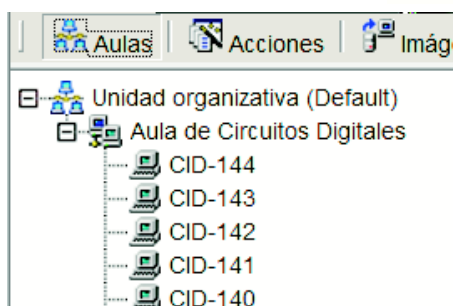 Aulas Acciones Imág
Unidad organizativa (Default)
Aula de Circuitos Digitales
CID-144
CID-143
CID-142
CID-141
CID-140